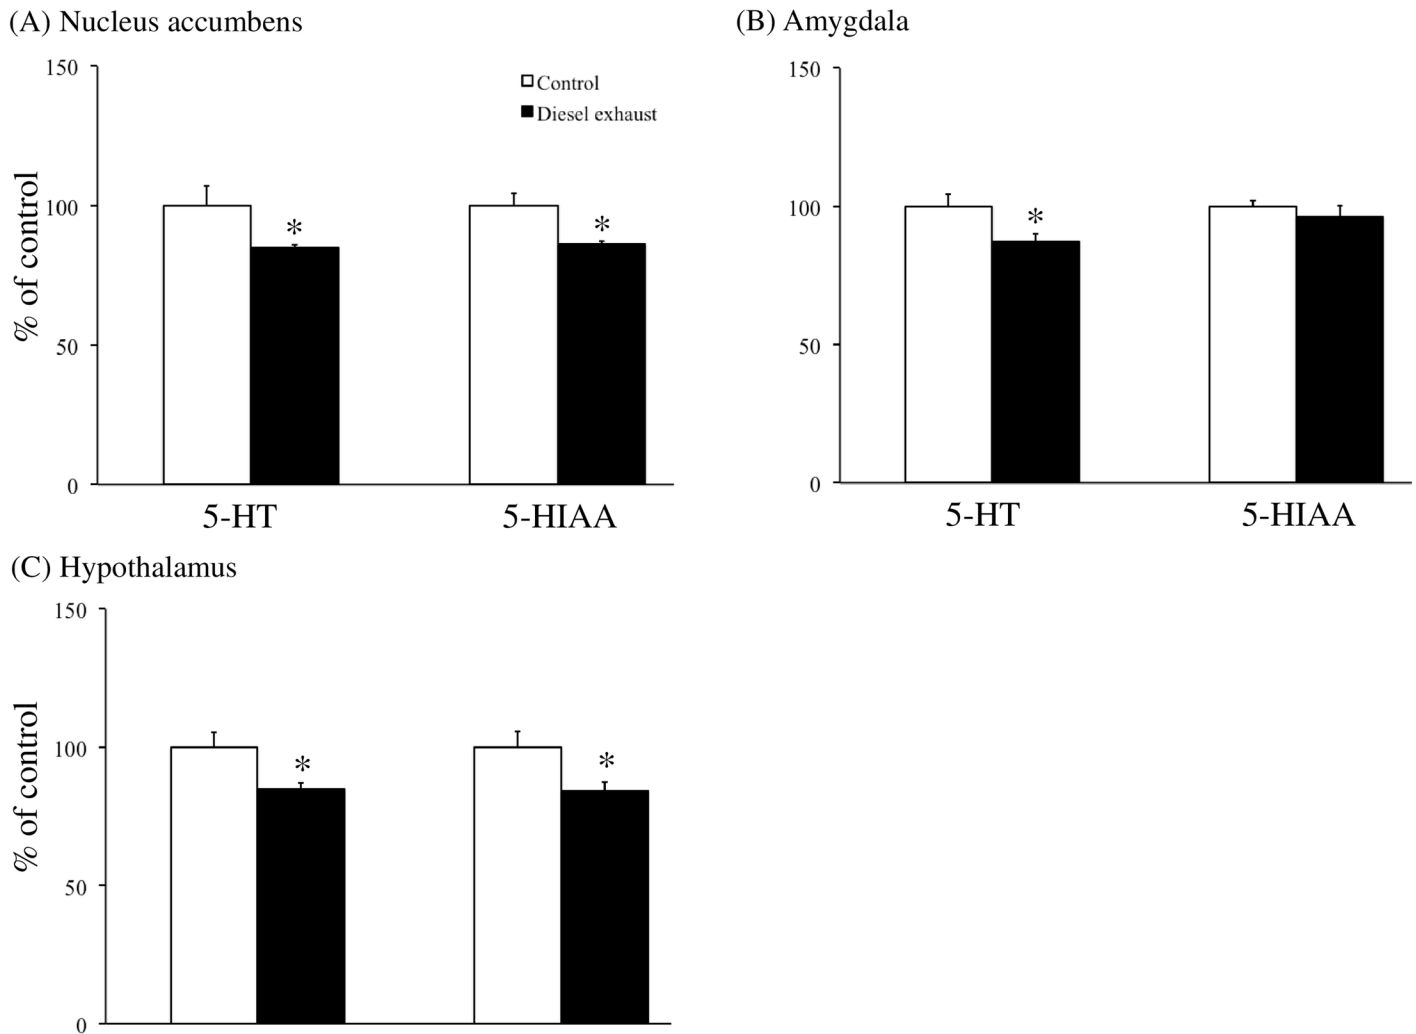 (A) Nucleus accumbens
150
100
50
0
% of control
Control
Diesel exhaust
*
*
5-HT
5-HIAA
(B) Amygdala
150
100
50
0
*
5-HT
5-HIAA
(C) Hypothalamus
150
100
50
0
% of control
*
*